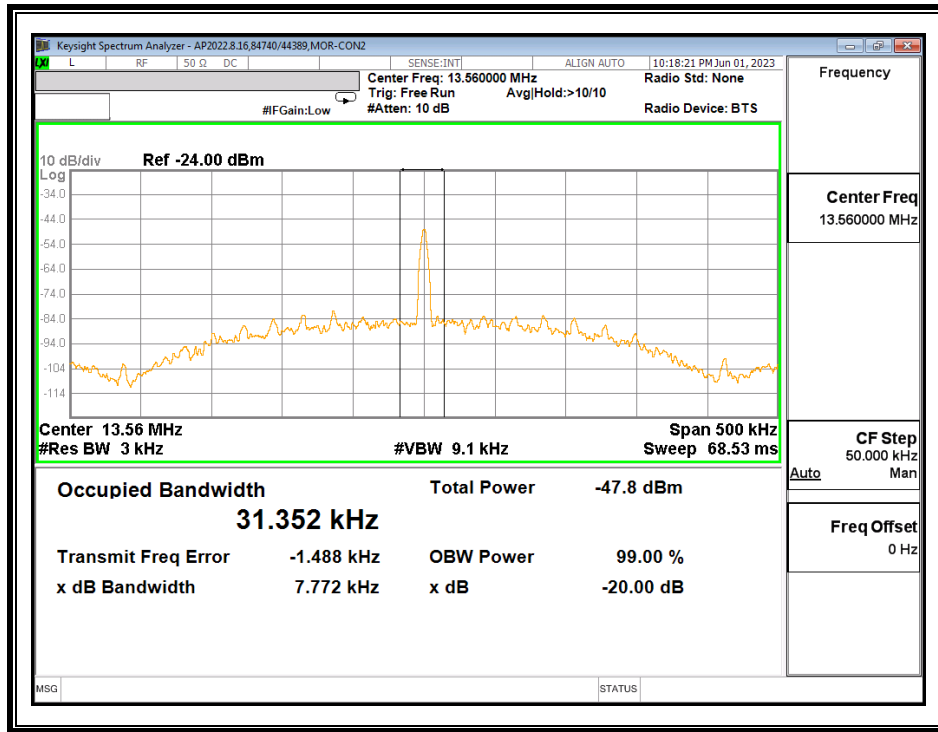 Keysight Spectrum Analyzer - AP2022.8.16,84740/44389,MOR-CON2
LXI L RF 50 Ω DC SENSE:INT ALIGN AUTO 10:18:21 PM Jun 01, 2023
Center Freq: 13.560000 MHz Radio Std: None
Trig: Free Run Avg|Hold:>10/10
#IFGain:Low #Atten: 10 dB Radio Device: BTS
10 dB/div Ref -24.00 dBm
Log
-34.0
-44.0
-54.0
-64.0
-74.0
-84.0
-94.0
-104
-114
Center 13.56 MHz Span 500 kHz
#Res BW 3 kHz #VBW 9.1 kHz Sweep 68.53 ms
Occupied Bandwidth Total Power -47.8 dBm
31.352 kHz
Transmit Freq Error -1.488 kHz OBW Power 99.00 %
x dB Bandwidth 7.772 kHz x dB -20.00 dB
MSG STATUS
Frequency
Center Freq
13.560000 MHz
CF Step
50.000 kHz
Auto Man
Freq Offset
0 Hz